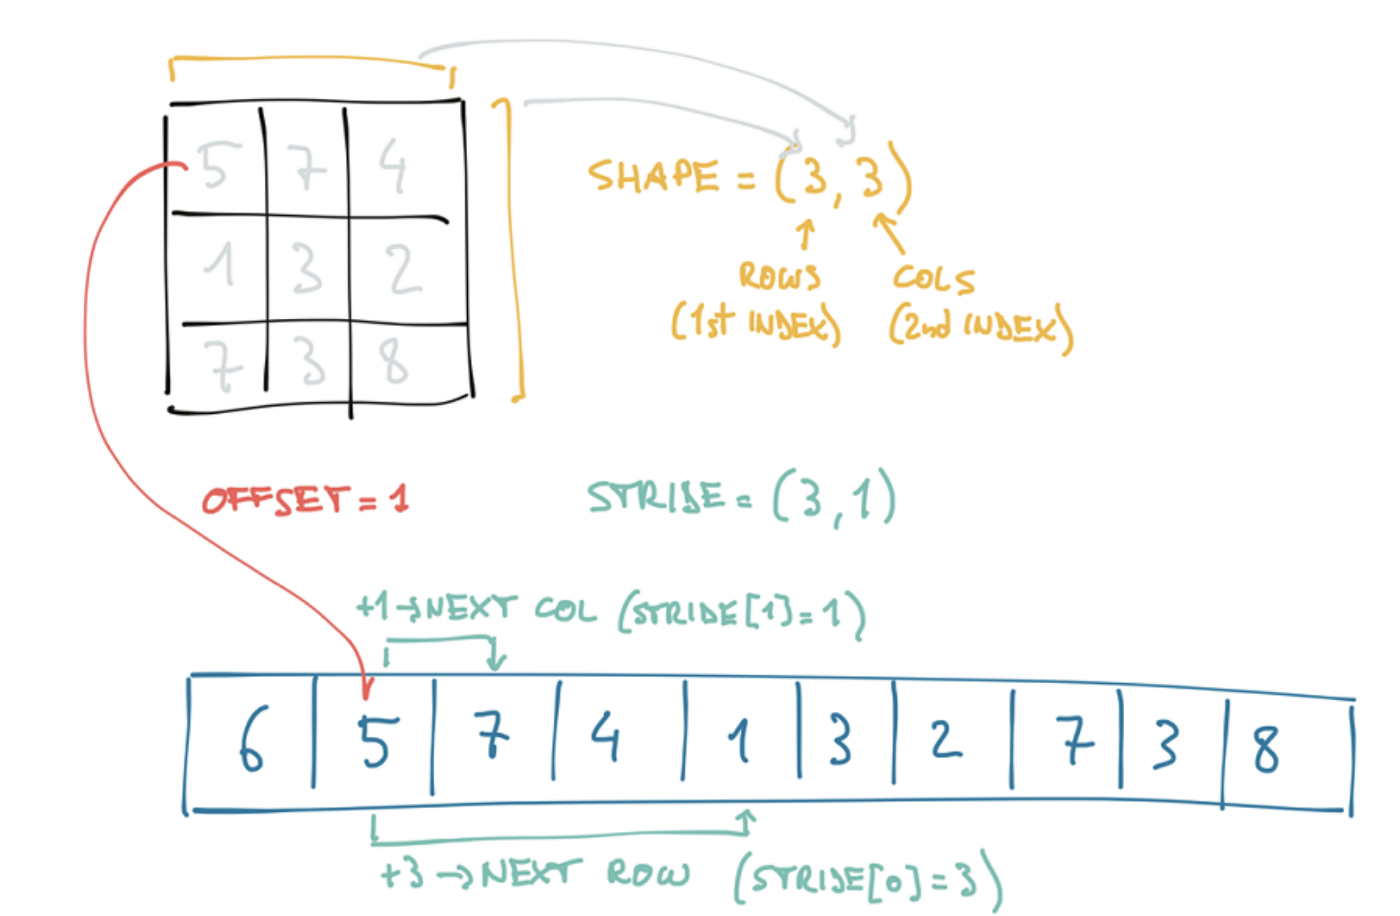 5 7 4
1 3 2
7 3 8
SHAPE = (3, 3)
ROWS
(1st INDEX)
COLS
(2nd INDEX)
OFFSET = 1
STRIDE = (3, 1)
+1 → NEXT COL (STRIDE[1] = 1)
6 5 7 4 1 3 2 7 3 8
+3 → NEXT ROW (STRIDE[0] = 3)